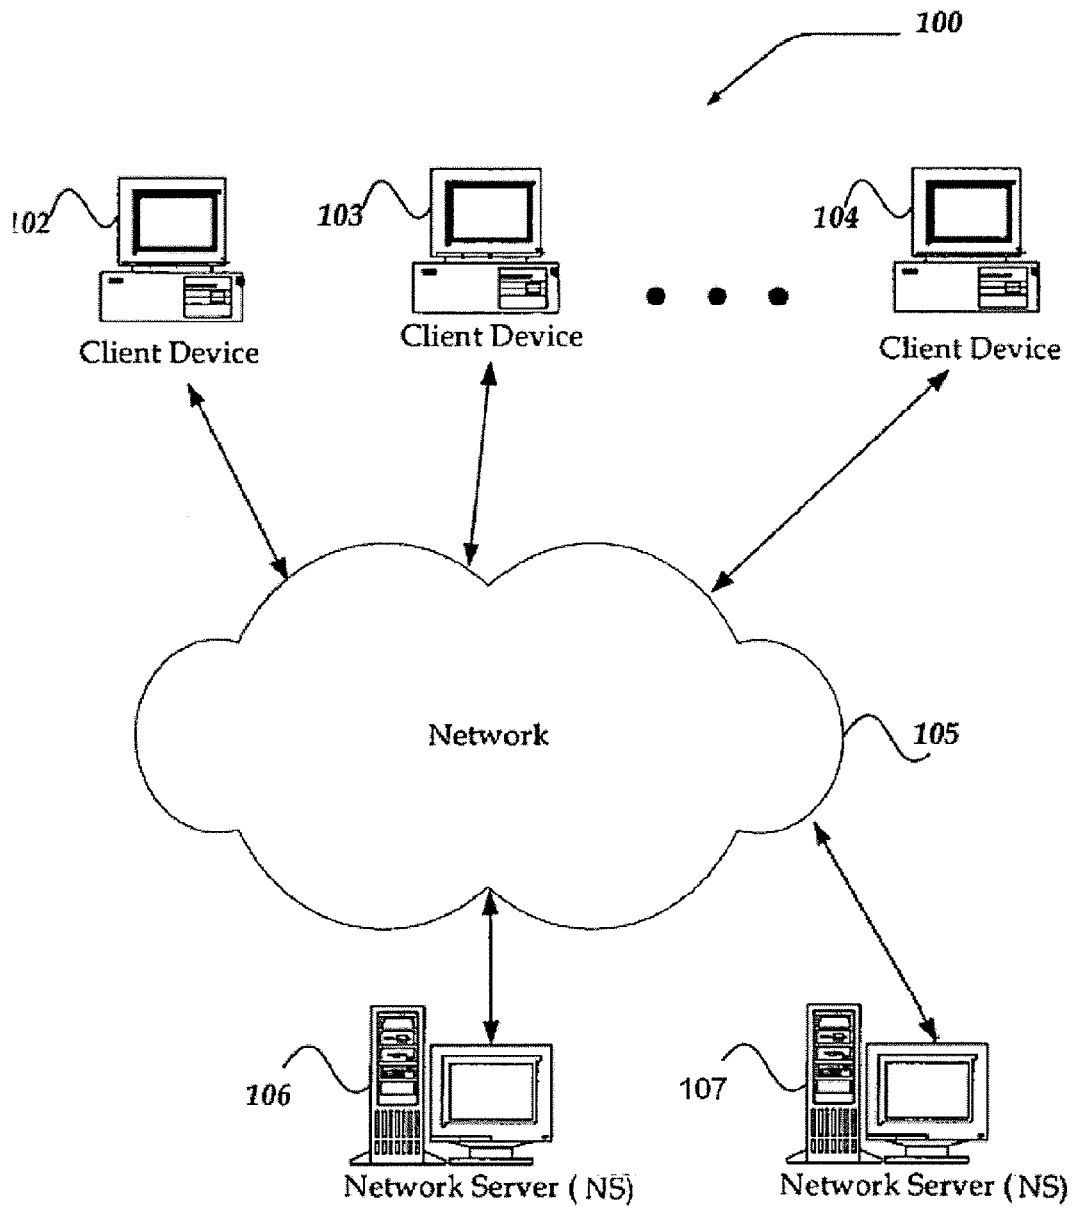 100
102
103
104
Client Device
Client Device
Client Device
Network
105
106
107
Network Server ( NS)
Network Server ( NS)